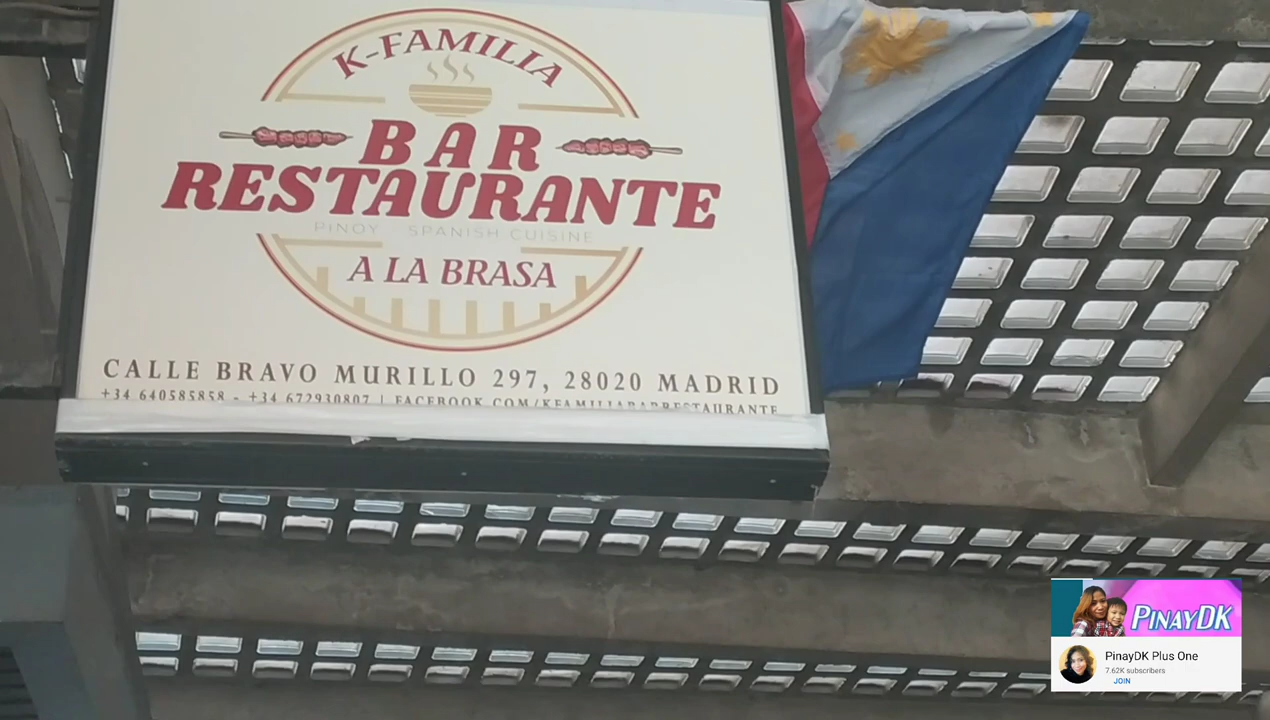 K-FAMILIA
BAR
RESTAURANTE
PINOY - SPANISH CUISINE
A LA BRASA
CALLE BRAVO MURILLO 297, 28020 MADRID
+34 640585858 - +34 672930807 | FACEBOOK.COM/KFAMILIABARRESTAURANTE
PINAYDK
PinayDK Plus One
7.62K subscribers
JOIN